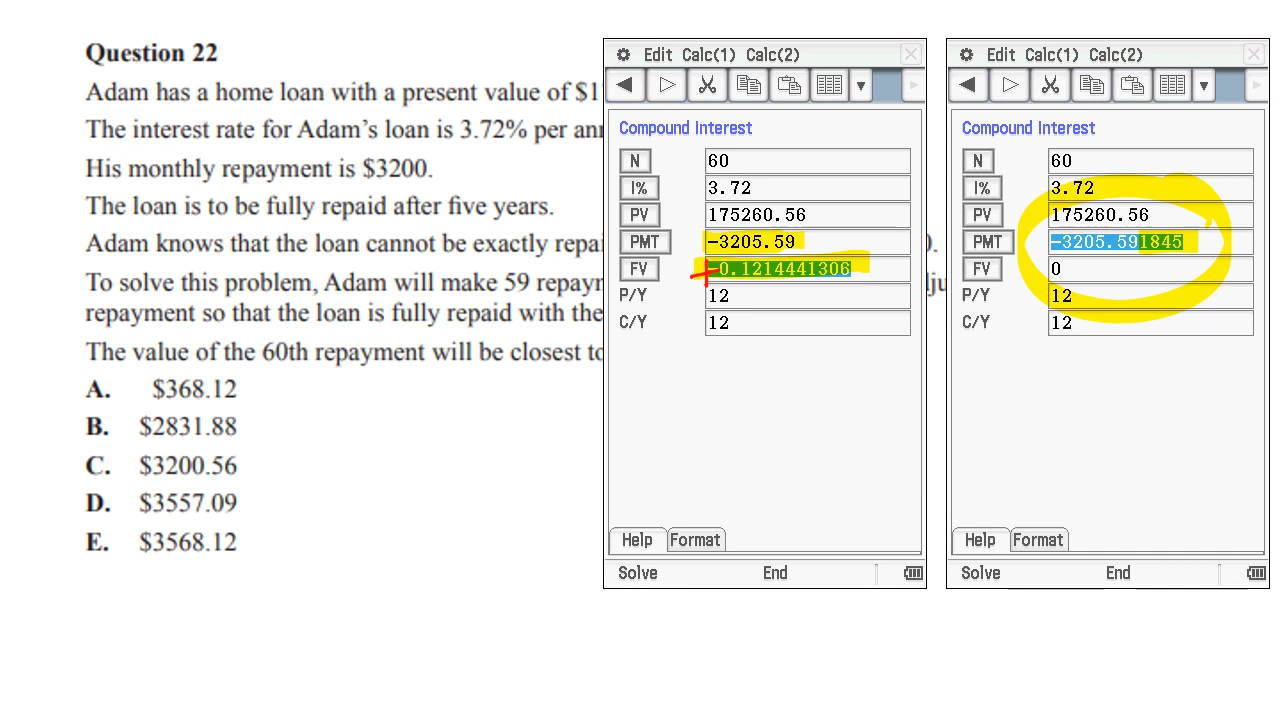 Question 22
Adam has a home loan with a present value of $1
The interest rate for Adam's loan is 3.72% per
His monthly repayment is $3200.
The loan is to be fully repaid after five years.
Adam knows that the loan cannot be exactly 0.
To solve this problem, Adam will make 59
repayment so that the loan is fully repaid with the
The value of the 60th repayment will be closest to
A. $368.12
B. $2831.88
C. $3200.56
D. $3557.09
E. $3568.12
Edit Calc(1) Calc(2)
Compound Interest
N 60
I% 3.72
PV 175260.56
PMT -3205.59
FV -0.1214441306
P/Y 12
C/Y 12
Help Format
Solve End
Edit Calc(1) Calc(2)
Compound Interest
N 60
I% 3.72
PV 175260.56
PMT -3205.591845
FV 0
P/Y 12
C/Y 12
Help Format
Solve End